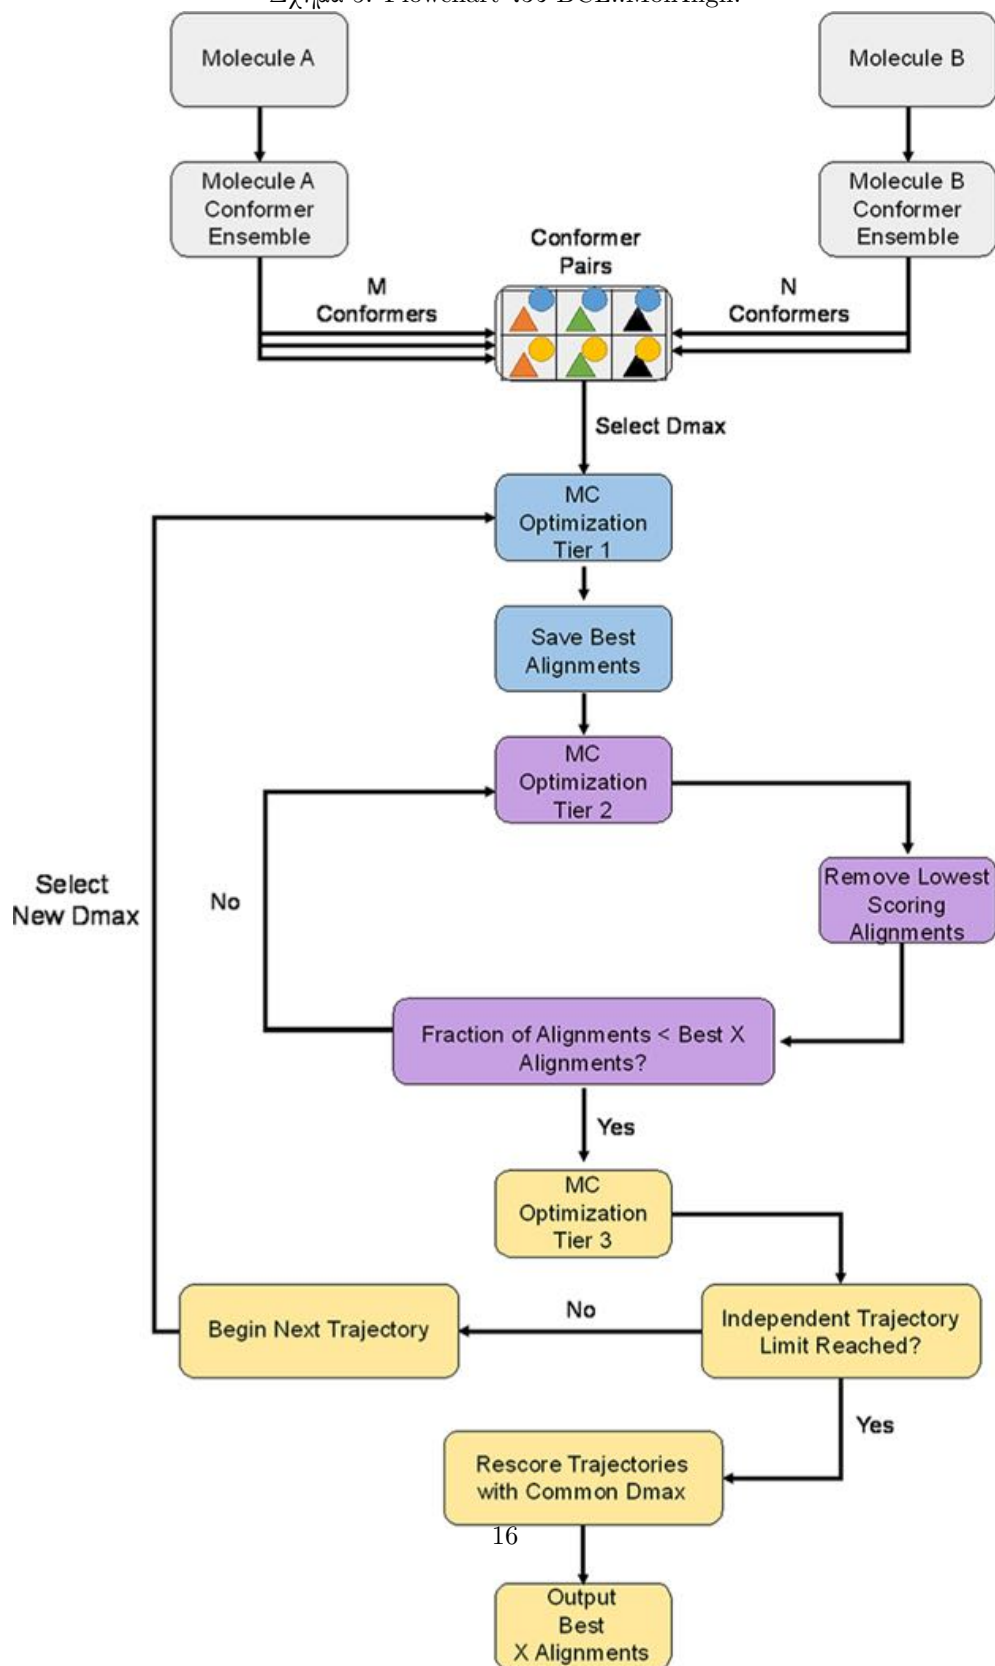 Molecule A
Molecule B
Molecule A
Conformer
Ensemble
Molecule B
Conformer
Ensemble
Conformer
Pairs
M
Conformers
N
Conformers
Select Dmax
MC
Optimization
Tier 1
Save Best
Alignments
MC
Optimization
Tier 2
Select
New Dmax
No
Remove Lowest
Scoring
Alignments
Fraction of Alignments < Best X
Alignments?
Yes
MC
Optimization
Tier 3
Begin Next Trajectory
No
Independent Trajectory
Limit Reached?
Yes
Rescore Trajectories
with Common Dmax
16
Output
Best
X Alignments